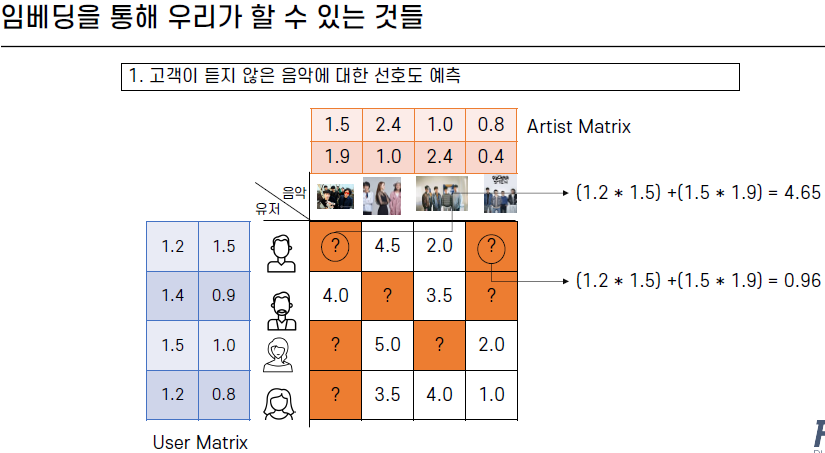 임베딩을 통해 우리가 할 수 있는 것들
1. 고객이 듣지 않은 음악에 대한 선호도 예측
1.5 2.4 1.0 0.8 Artist Matrix
1.9 1.0 2.4 0.4
음악
유저
(1.2 * 1.5) +(1.5 * 1.9) = 4.65
1.2 1.5 ? 4.5 2.0 ?
(1.2 * 1.5) +(1.5 * 1.9) = 0.96
1.4 0.9 4.0 ? 3.5 ?
1.5 1.0 ? 5.0 ? 2.0
1.2 0.8 ? 3.5 4.0 1.0
User Matrix